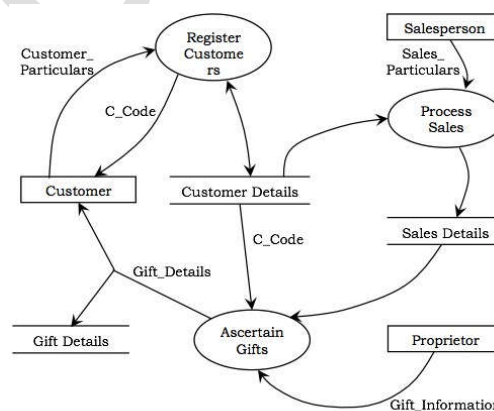 Register
Custome
rs
Salesperson
Customer_
Particulars
Sales_
Particulars
Process
Sales
C_Code
Customer
Customer Details
C_Code
Sales Details
Gift_Details
Gift Details
Ascertain
Gifts
Proprietor
Gift_Information